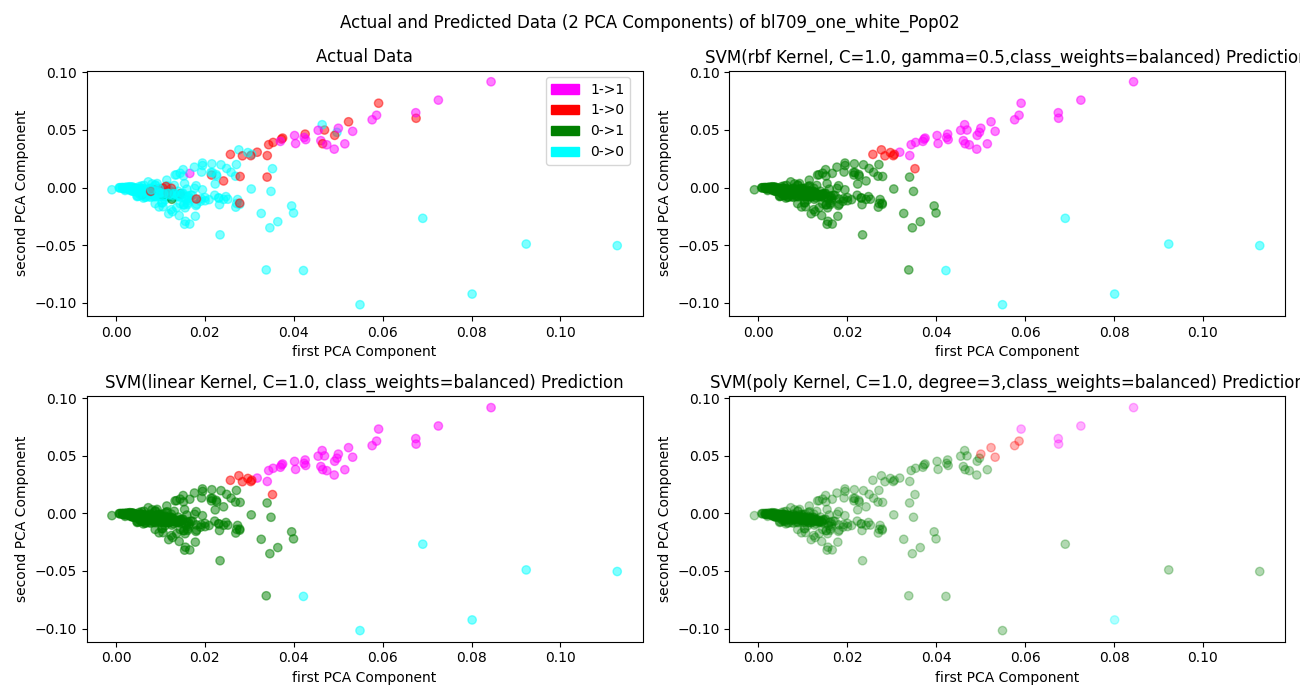 Actual and Predicted Data (2 PCA Components) of bl709_one_white_Pop02
Actual Data
0.10
0.05
0.00
−0.05
−0.10
second PCA Component
1->1
1->0
0->1
0->0
0.00 0.02 0.04 0.06 0.08 0.10
first PCA Component
SVM(rbf Kernel, C=1.0, gamma=0.5,class_weights=balanced) Prediction
0.10
0.05
0.00
−0.05
−0.10
second PCA Component
0.00 0.02 0.04 0.06 0.08 0.10
first PCA Component
SVM(linear Kernel, C=1.0, class_weights=balanced) Prediction
0.10
0.05
0.00
−0.05
−0.10
second PCA Component
0.00 0.02 0.04 0.06 0.08 0.10
first PCA Component
SVM(poly Kernel, C=1.0, degree=3,class_weights=balanced) Prediction
0.10
0.05
0.00
−0.05
−0.10
second PCA Component
0.00 0.02 0.04 0.06 0.08 0.10
first PCA Component